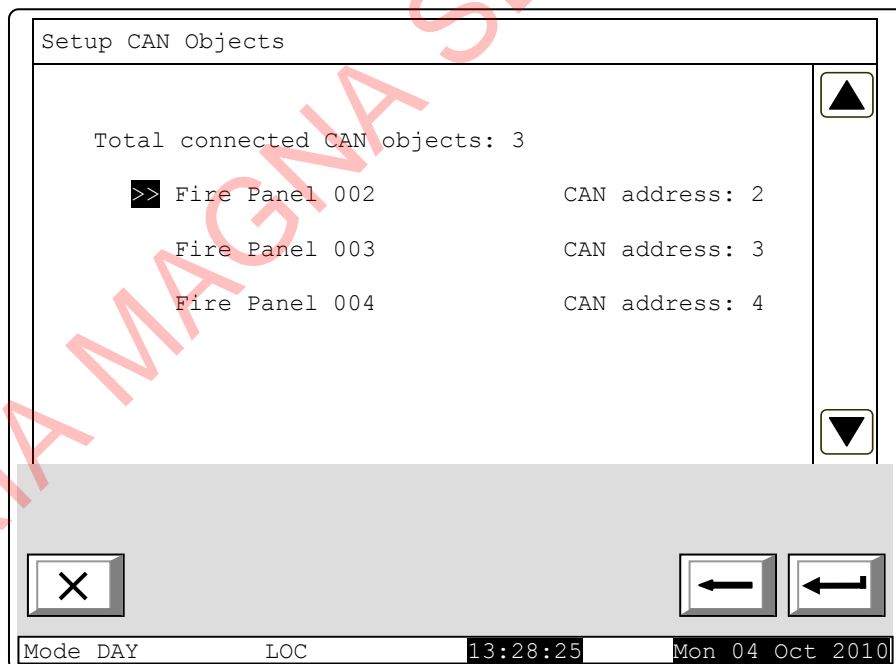 Setup CAN Objects
Total connected CAN objects: 3
>> Fire Panel 002 CAN address: 2
Fire Panel 003 CAN address: 3
Fire Panel 004 CAN address: 4
Mode DAY LOC 13:28:25 Mon 04 Oct 2010